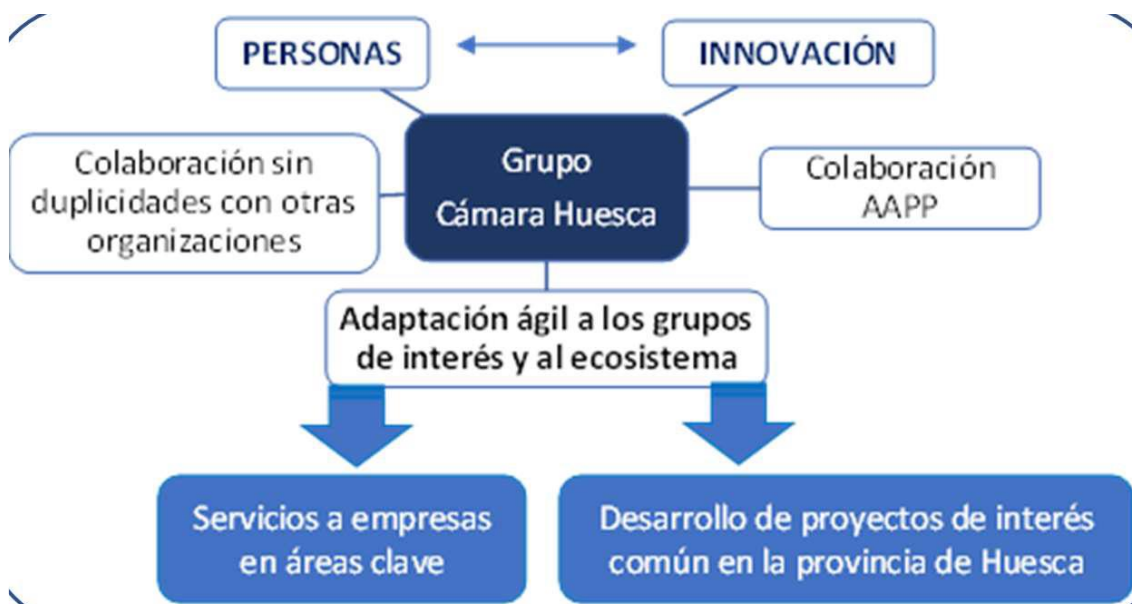 PERSONAS
INNOVACIÓN
Colaboración sin
duplicidades con otras
organizaciones
Grupo
Cámara Huesca
Colaboración
AAPP
Adaptación ágil a los grupos
de interés y al ecosistema
Servicios a empresas
en áreas clave
Desarrollo de proyectos de interés
común en la provincia de Huesca